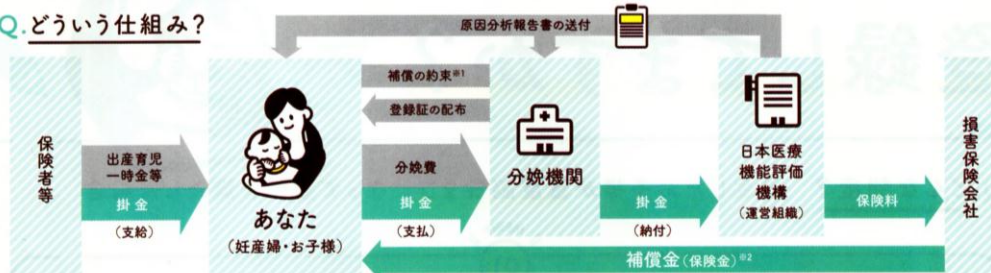 Q.どういう仕組み?
原因分析報告書の送付
保険者等
出産育児
一時金等
掛金
(支給)
あなた
(妊産婦・お子様)
補償の約束※1
登録証の配布
分娩費
掛金
(支払)
分娩機関
掛金
(納付)
日本医療
機能評価
機構
(運営組織)
保険料
損害保険会社
補償金(保険金)※2